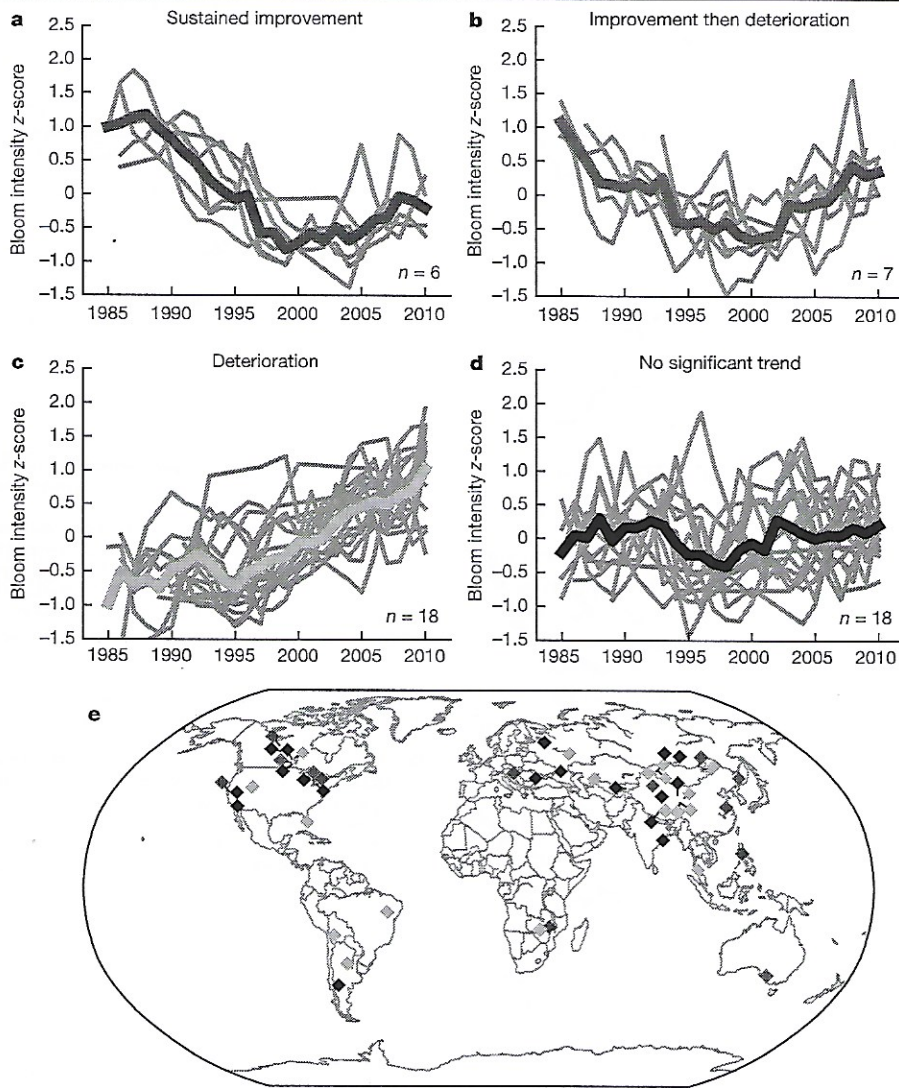 a Sustained improvement
Bloom intensity z-score
2.5
2.0
1.5
1.0
0.5
0
−0.5
−1.0
−1.5
n = 6
1985 1990 1995 2000 2005 2010
b Improvement then deterioration
Bloom intensity z-score
2.5
2.0
1.5
1.0
0.5
0
−0.5
−1.0
−1.5
n = 7
1985 1990 1995 2000 2005 2010
c Deterioration
Bloom intensity z-score
2.5
2.0
1.5
1.0
0.5
0
−0.5
−1.0
−1.5
n = 18
1985 1990 1995 2000 2005 2010
d No significant trend
Bloom intensity z-score
2.5
2.0
1.5
1.0
0.5
0
−0.5
−1.0
−1.5
n = 18
1985 1990 1995 2000 2005 2010
e